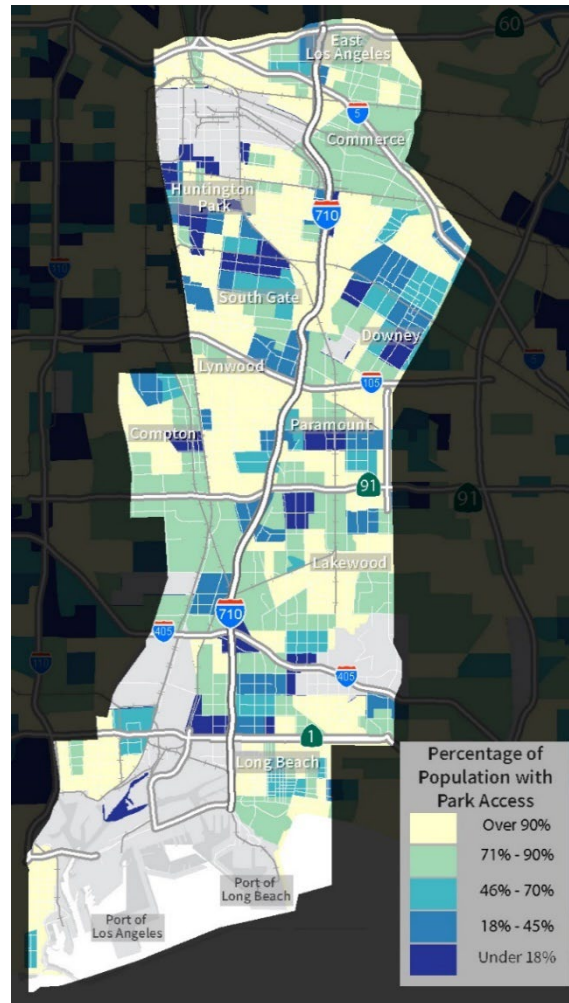 60
East
Los Angeles
5
Commerce
Huntington
Park
710
110
South Gate
Downey
5
Lynwood
105
Compton
Paramount
91
91
Lakewood
710
405
110
405
1
Long Beach
Percentage of
Population with
Park Access
Over 90%
71% - 90%
46% - 70%
18% - 45%
Under 18%
Port of
Long Beach
Port of
Los Angeles